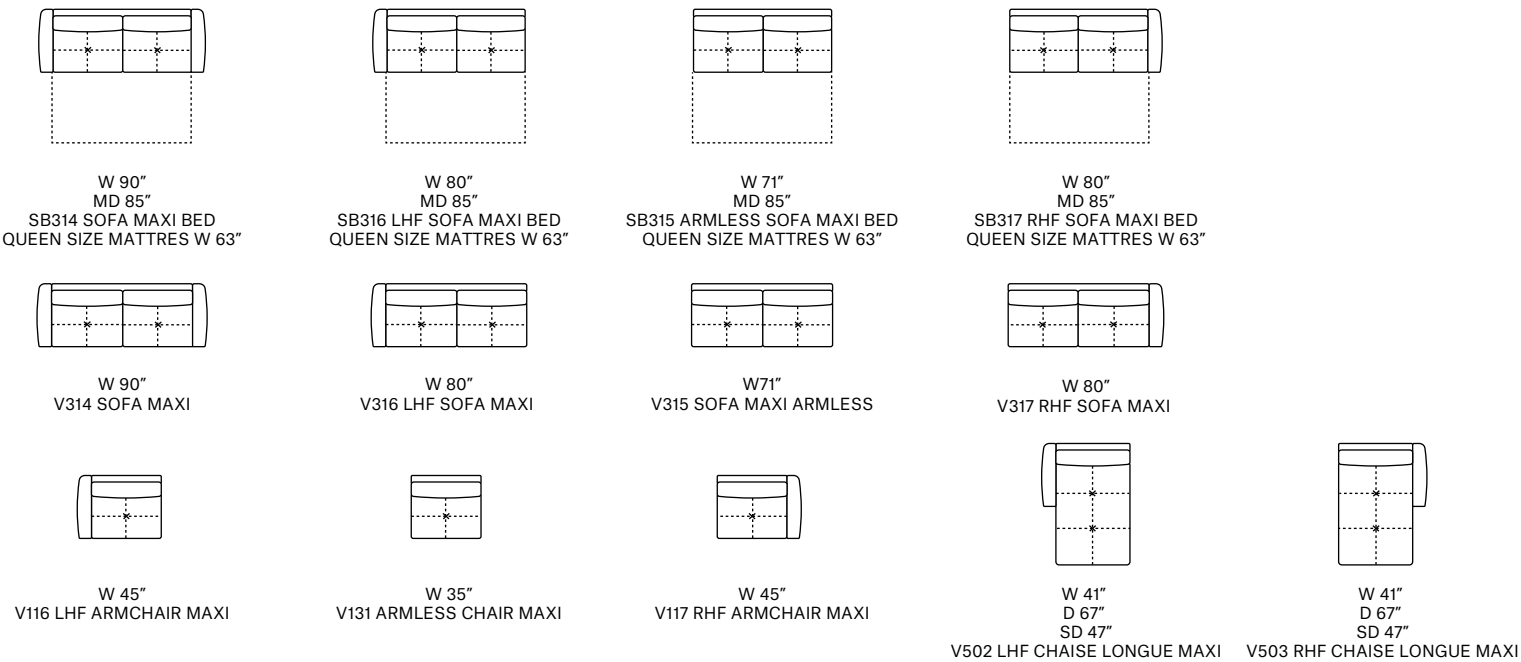 W 90″
MD 85″
SB314 SOFA MAXI BED
QUEEN SIZE MATTRES W 63″
W 80″
MD 85″
SB316 LHF SOFA MAXI BED
QUEEN SIZE MATTRES W 63″
W 71″
MD 85″
SB315 ARMLESS SOFA MAXI BED
QUEEN SIZE MATTRES W 63″
W 80″
MD 85″
SB317 RHF SOFA MAXI BED
QUEEN SIZE MATTRES W 63″
W 90″
V314 SOFA MAXI
W 80″
V316 LHF SOFA MAXI
W71″
V315 SOFA MAXI ARMLESS
W 80″
V317 RHF SOFA MAXI
W 45″
V116 LHF ARMCHAIR MAXI
W 35″
V131 ARMLESS CHAIR MAXI
W 45″
V117 RHF ARMCHAIR MAXI
W 41″
D 67″
SD 47″
V502 LHF CHAISE LONGUE MAXI
W 41″
D 67″
SD 47″
V503 RHF CHAISE LONGUE MAXI